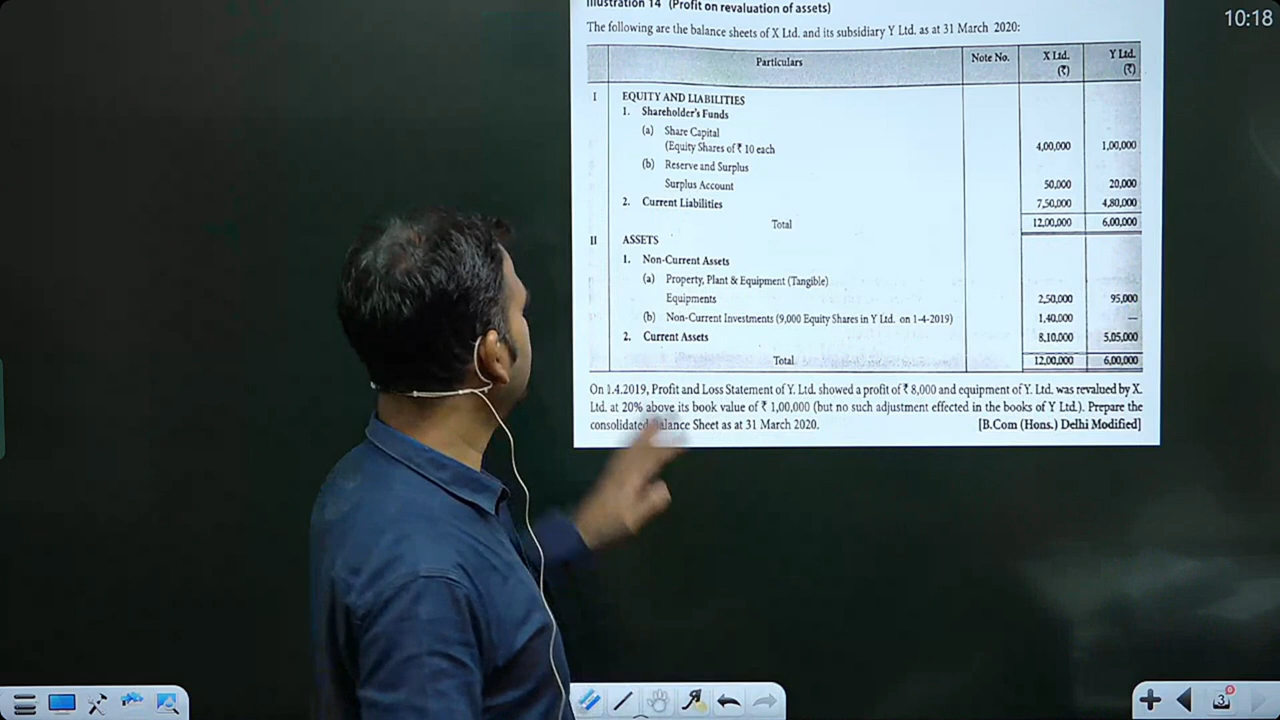 10:18
Illustration 14 (Profit on revaluation of assets)
The following are the balance sheets of X Ltd. and its subsidiary Y Ltd. as at 31 March 2020:
Particulars Note No. X Ltd. (₹) Y Ltd. (₹)
I EQUITY AND LIABILITIES
1. Shareholder's Funds
(a) Share Capital
(Equity Shares of ₹ 10 each 4,00,000 1,00,000
(b) Reserve and Surplus
Surplus Account 50,000 20,000
2. Current Liabilities 7,50,000 4,80,000
Total 12,00,000 6,00,000
II ASSETS
1. Non-Current Assets
(a) Property, Plant & Equipment (Tangible)
Equipments 2,50,000 95,000
(b) Non-Current Investments (9,000 Equity Shares in Y Ltd. on 1-4-2019) 1,40,000 —
2. Current Assets 8,10,000 5,05,000
Total 12,00,000 6,00,000
On 1.4.2019, Profit and Loss Statement of Y. Ltd. showed a profit of ₹ 8,000 and equipment of Y. Ltd. was revalued by X.
Ltd. at 20% above its book value of ₹ 1,00,000 (but no such adjustment effected in the books of Y Ltd.). Prepare the
consolidated Balance Sheet as at 31 March 2020. [B.Com (Hons.) Delhi Modified]
3